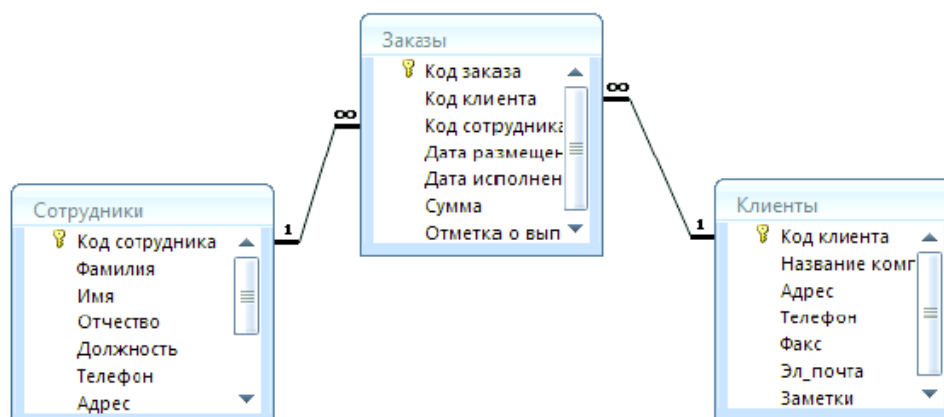 Заказы
Код заказа
Код клиента
Код сотрудника
Дата размещен
Дата исполнен
Сумма
Отметка о вып
∞
∞
1
1
Сотрудники
Код сотрудника
Фамилия
Имя
Отчество
Должность
Телефон
Адрес
Клиенты
Код клиента
Название комп
Адрес
Телефон
Факс
Эл_почта
Заметки